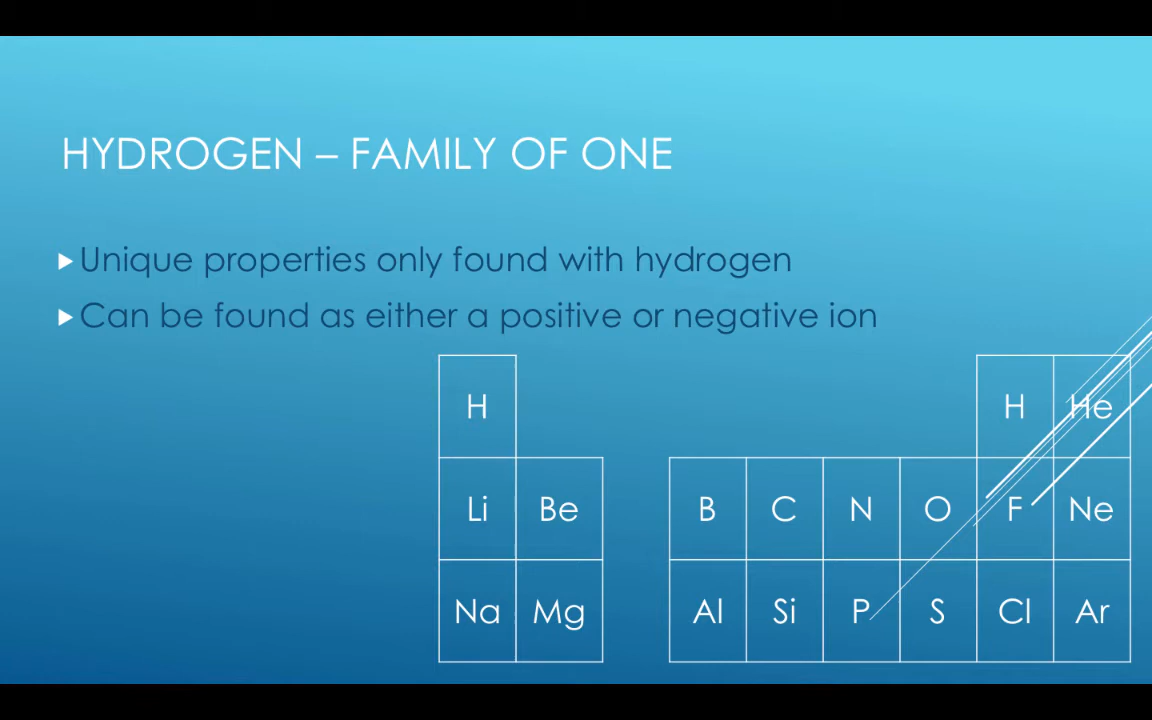 HYDROGEN – FAMILY OF ONE
Unique properties only found with hydrogen
Can be found as either a positive or negative ion
H H He
Li Be B C N O F Ne
Na Mg Al Si P S Cl Ar